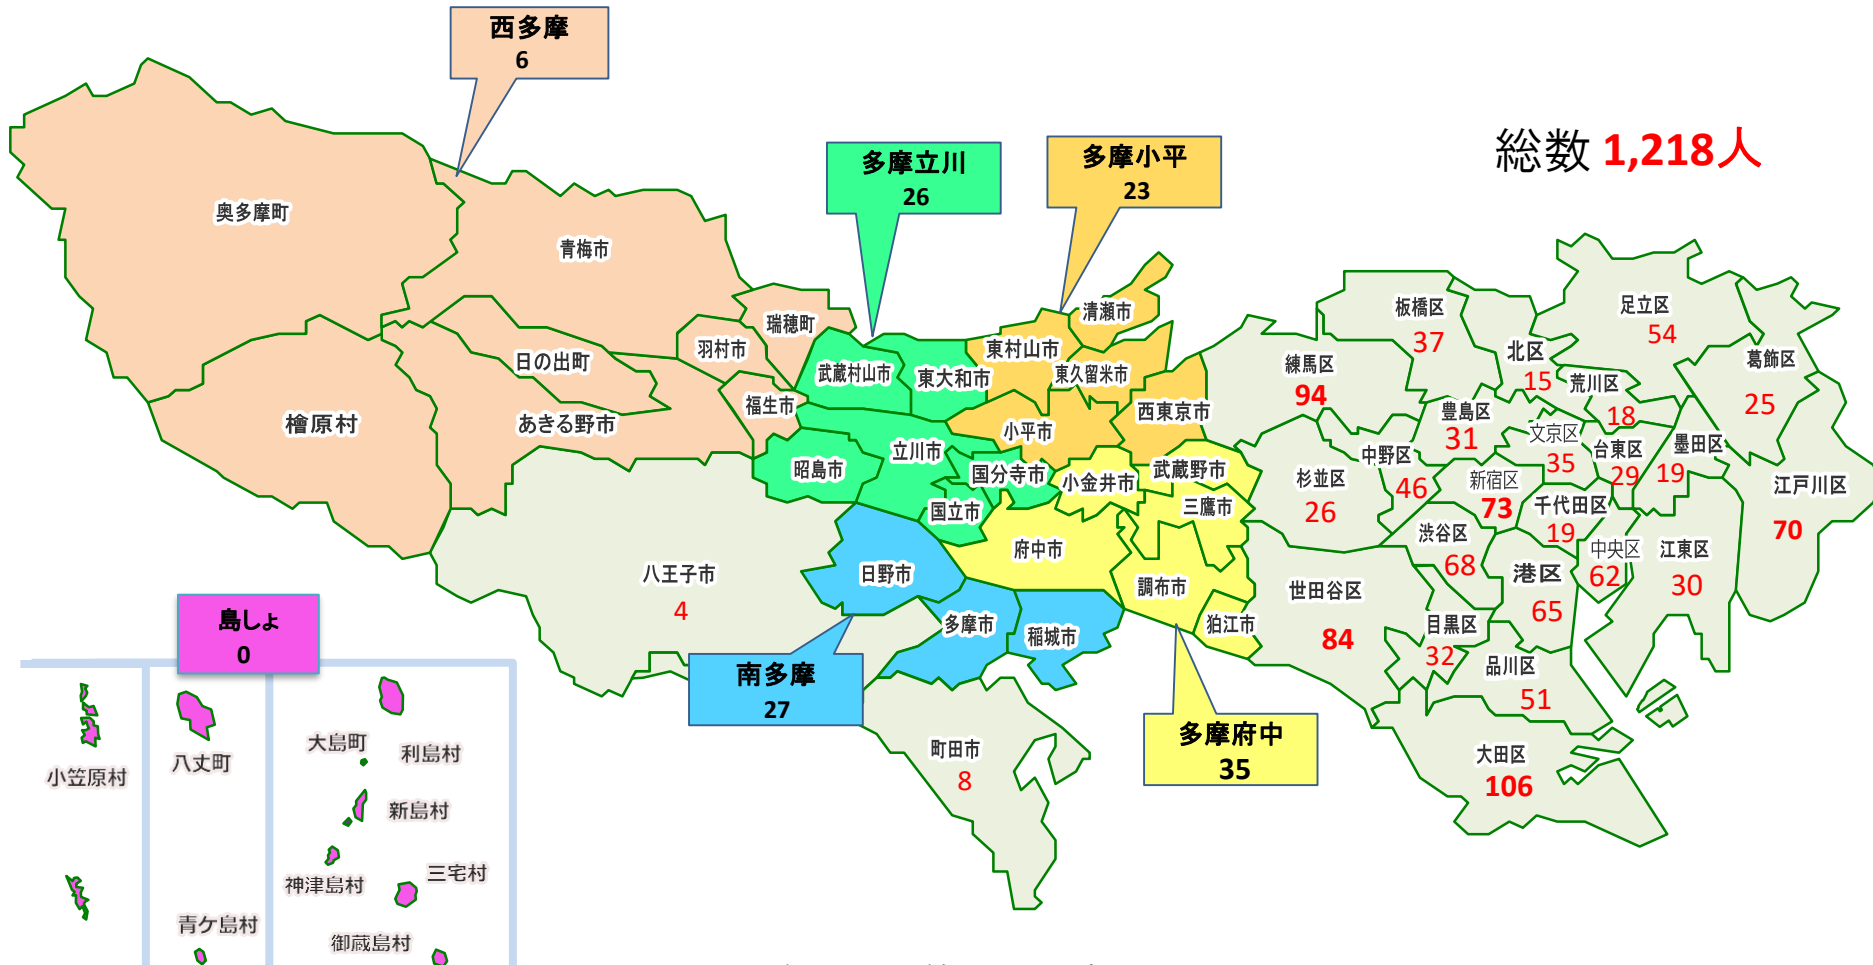 西多摩
6
多摩立川
26
多摩小平
23
総数 1,218人
奥多摩町
青梅市
瑞穂町
羽村市
日の出町
福生市
あきる野市
檜原村
武蔵村山市
東大和市
東村山市
清瀬市
東久留米市
西東京市
小平市
立川市
昭島市
国分寺市
国立市
小金井市
武蔵野市
三鷹市
府中市
調布市
狛江市
日野市
多摩市
稲城市
八王子市
4
町田市
8
南多摩
27
多摩府中
35
板橋区
37
練馬区
94
北区
15
足立区
54
葛飾区
25
荒川区
18
豊島区
31
文京区
35
台東区
29
墨田区
19
江戸川区
70
中野区
46
杉並区
26
新宿区
73
千代田区
19
渋谷区
68
中央区
62
江東区
30
港区
65
世田谷区
84
目黒区
32
品川区
51
大田区
106
島しょ
0
小笠原村
八丈町
青ケ島村
大島町
利島村
新島村
神津島村
三宅村
御蔵島村